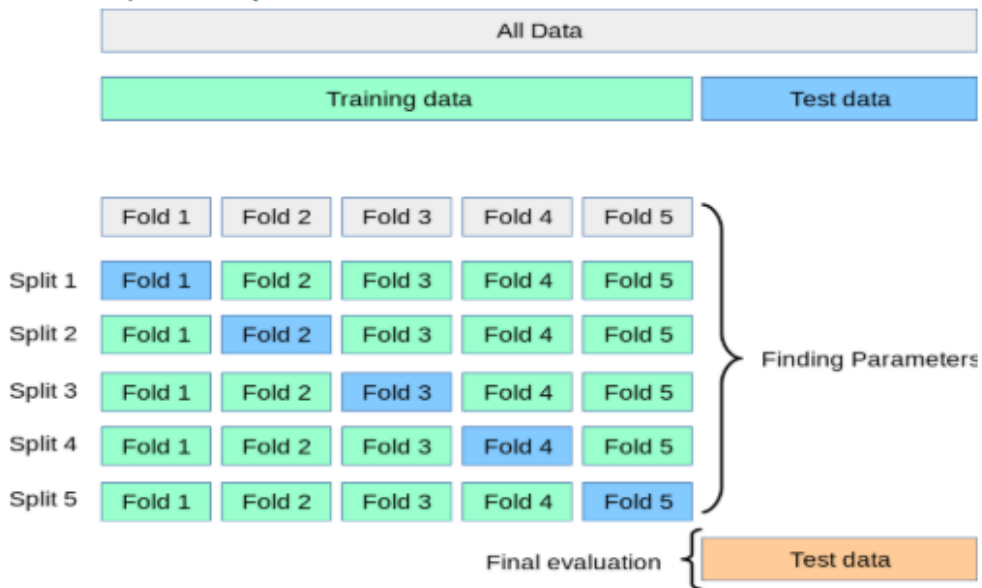 All Data
Training data Test data
Fold 1 Fold 2 Fold 3 Fold 4 Fold 5
Split 1 Fold 1 Fold 2 Fold 3 Fold 4 Fold 5
Split 2 Fold 1 Fold 2 Fold 3 Fold 4 Fold 5
Finding Parameters
Split 3 Fold 1 Fold 2 Fold 3 Fold 4 Fold 5
Split 4 Fold 1 Fold 2 Fold 3 Fold 4 Fold 5
Split 5 Fold 1 Fold 2 Fold 3 Fold 4 Fold 5
Final evaluation Test data